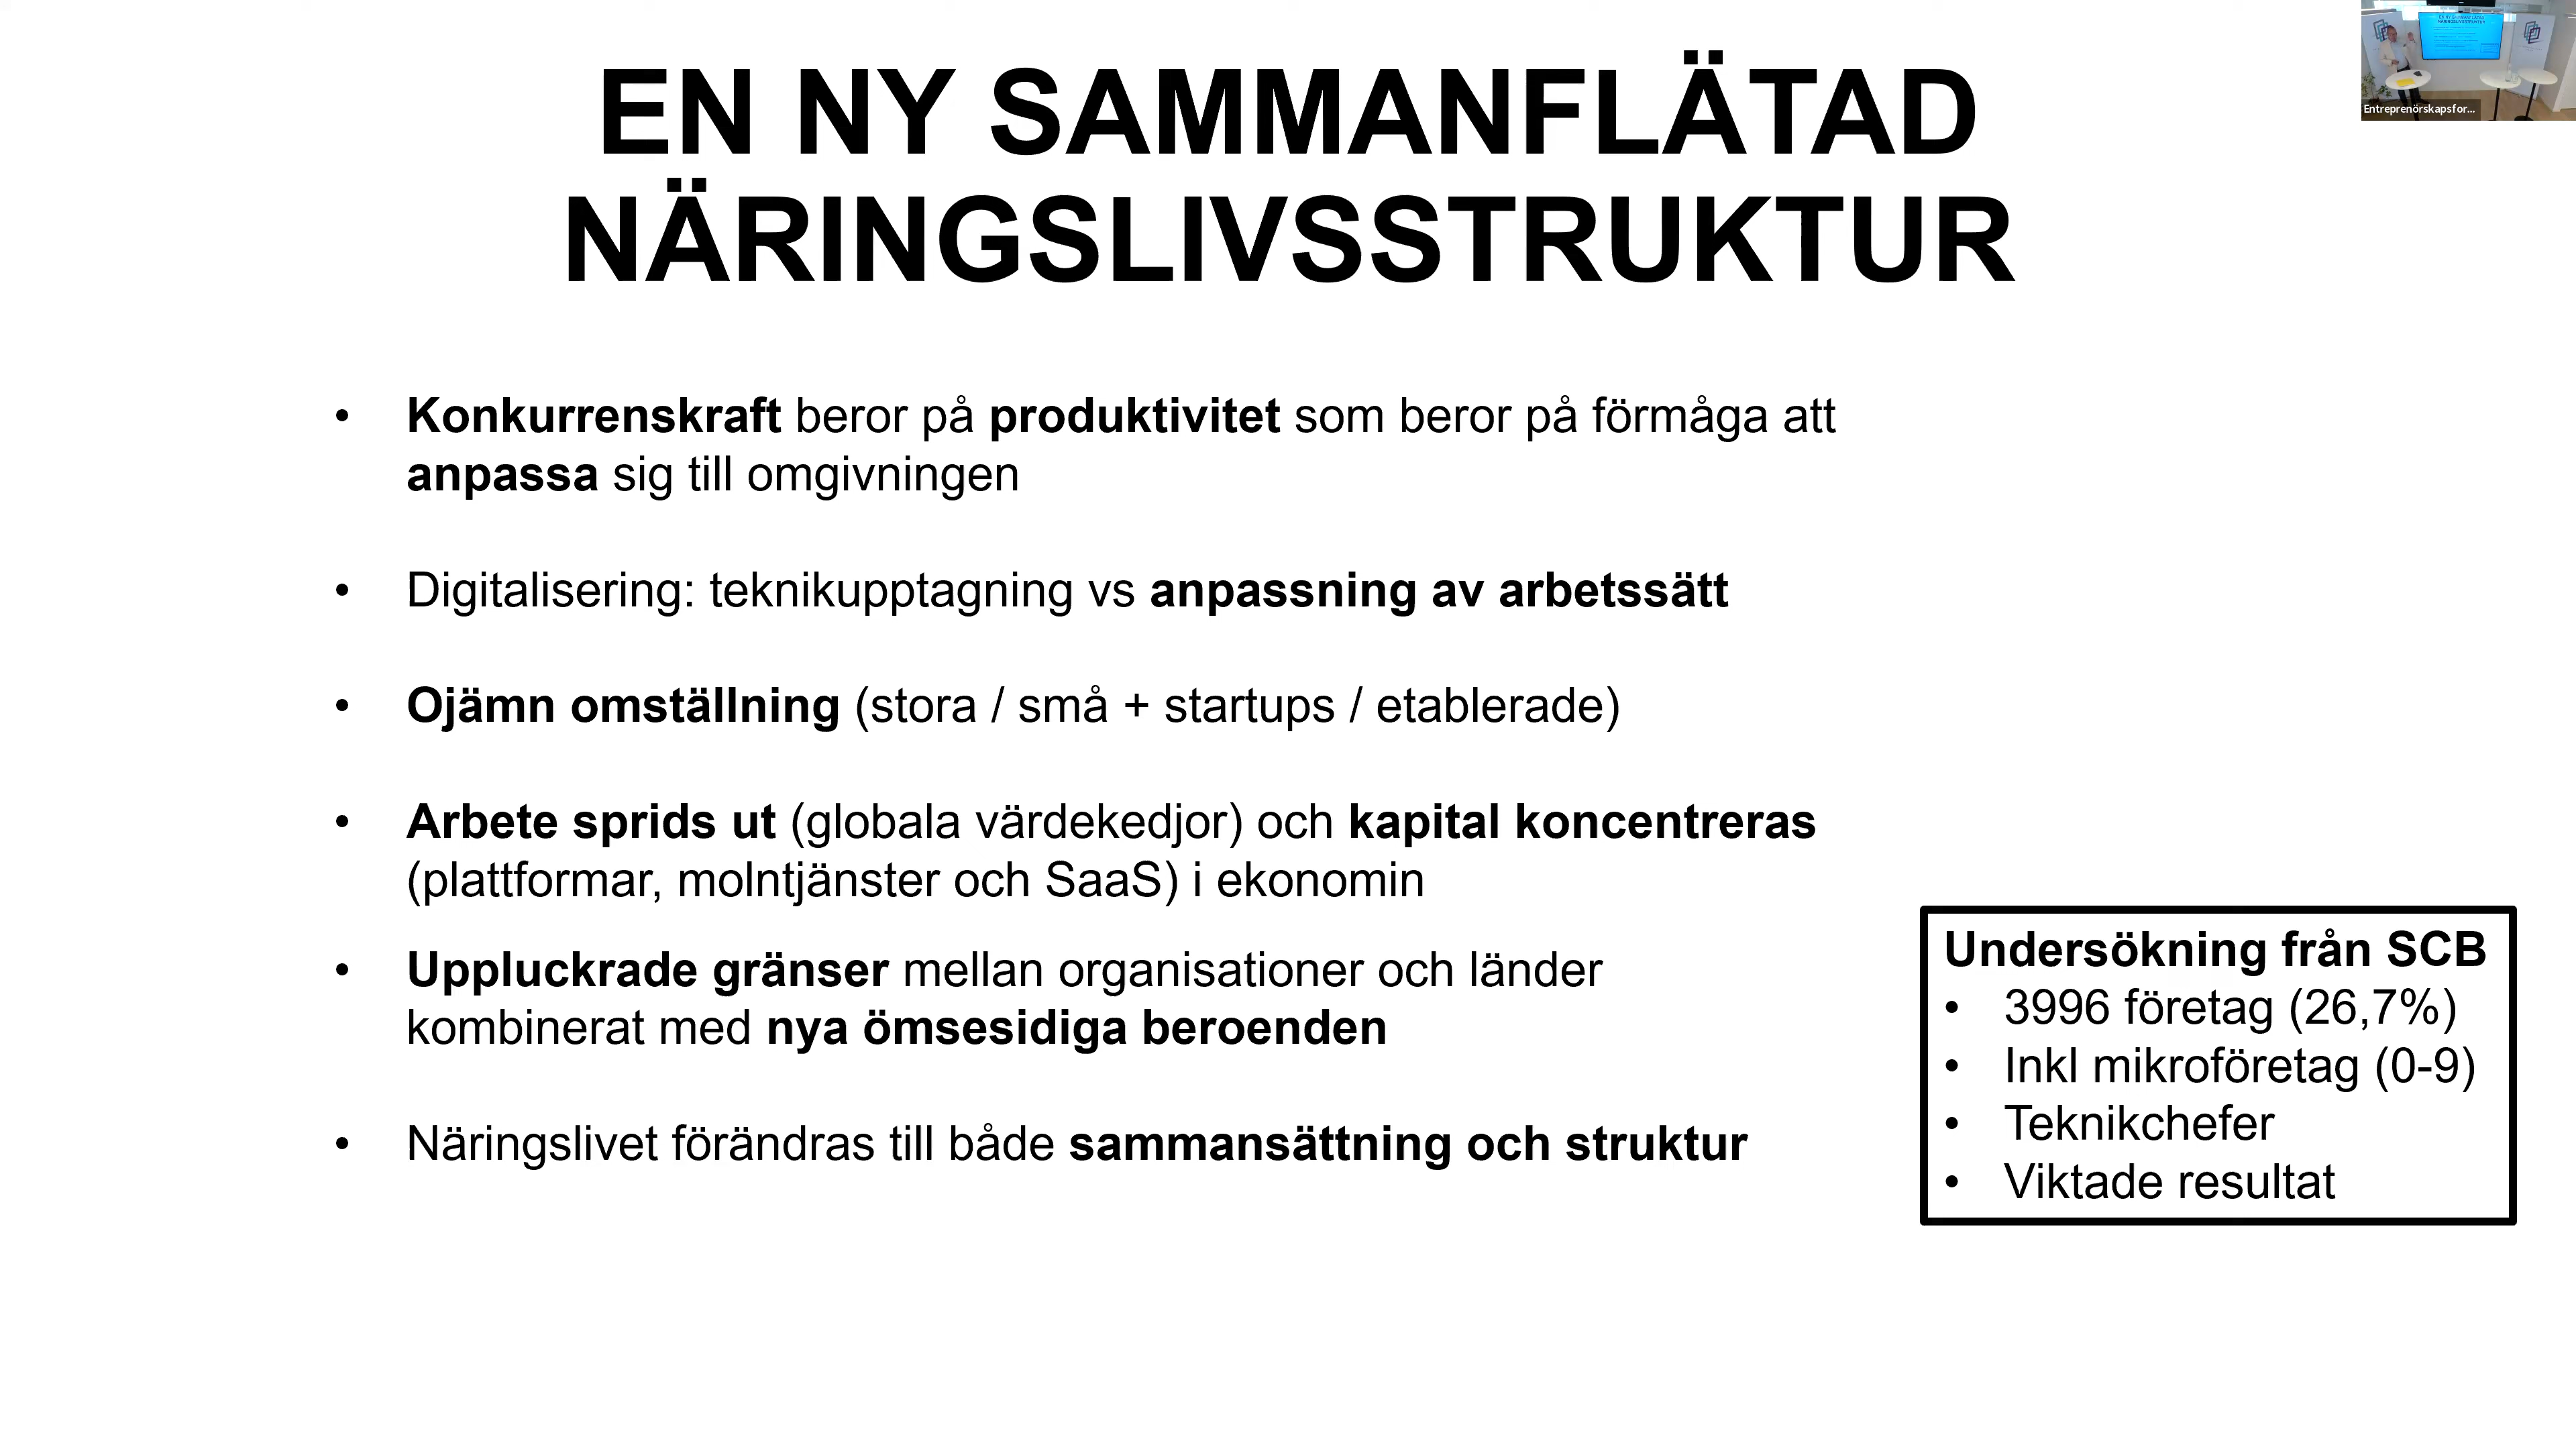 EN NY SAMMANFLÄTAD
NÄRINGSLIVSSTRUKTUR
Entreprenörskapsfor...
• Konkurrenskraft beror på produktivitet som beror på förmåga att
anpassa sig till omgivningen
• Digitalisering: teknikupptagning vs anpassning av arbetssätt
• Ojämn omställning (stora / små + startups / etablerade)
• Arbete sprids ut (globala värdekedjor) och kapital koncentreras
(plattformar, molntjänster och SaaS) i ekonomin
• Uppluckrade gränser mellan organisationer och länder
kombinerat med nya ömsesidiga beroenden
• Näringslivet förändras till både sammansättning och struktur
Undersökning från SCB
• 3996 företag (26,7%)
• Inkl mikroföretag (0-9)
• Teknikchefer
• Viktade resultat